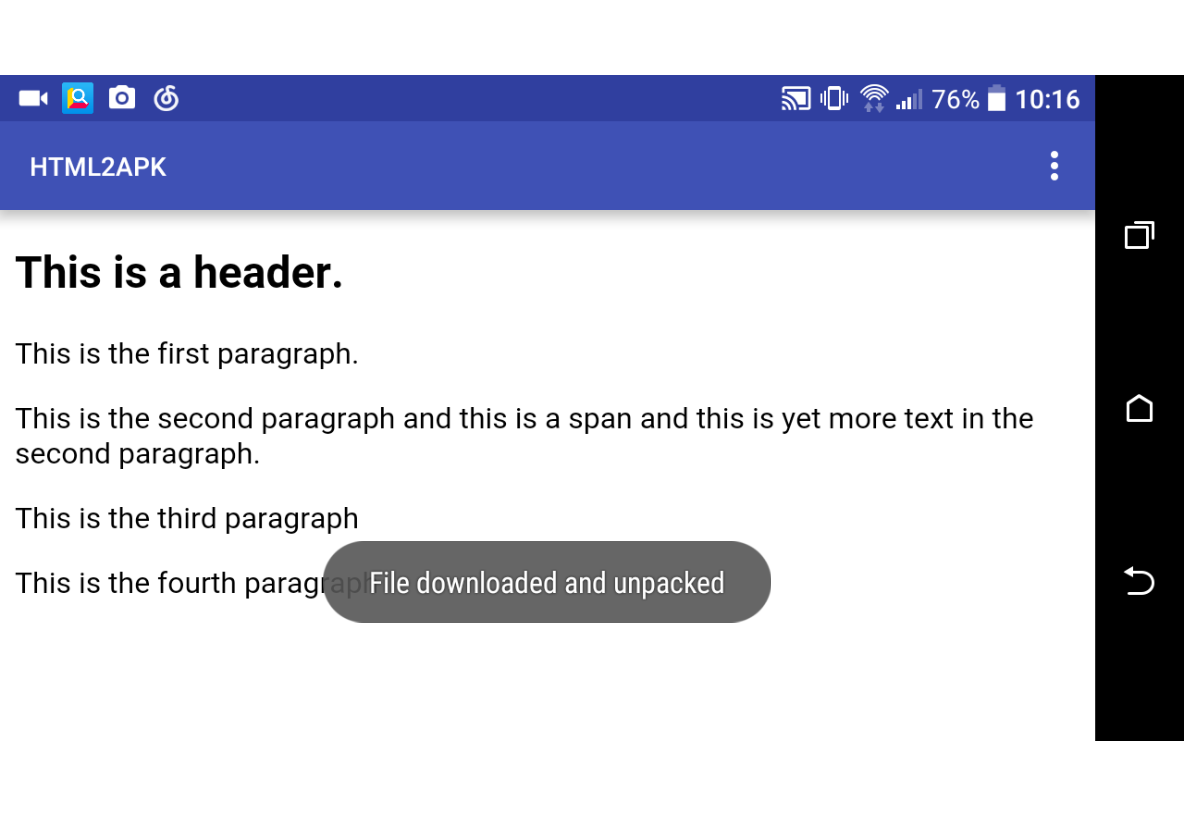 76% 10:16
HTML2APK
This is a header.
This is the first paragraph.
This is the second paragraph and this is a span and this is yet more text in the
second paragraph.
This is the third paragraph
This is the fourth paragraph
File downloaded and unpacked